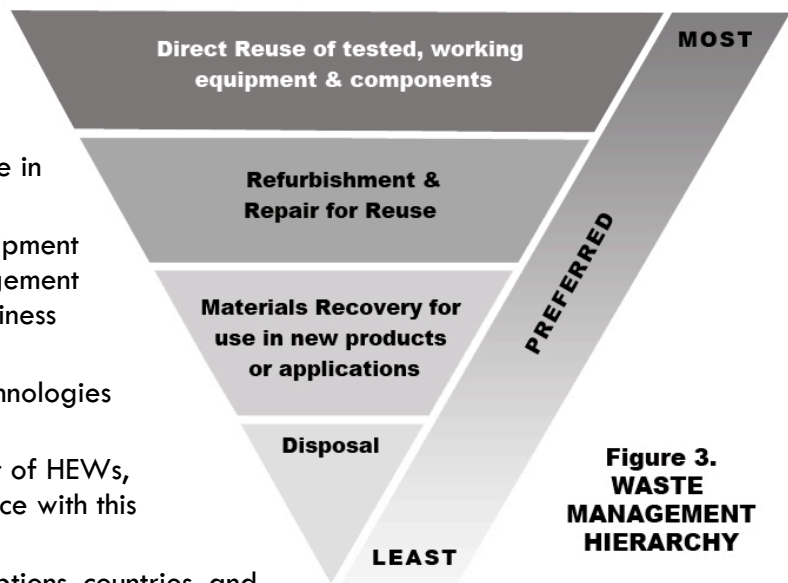 Direct Reuse of tested, working
equipment & components
Refurbishment &
Repair for Reuse
Materials Recovery for
use in new products
or applications
Disposal
MOST
PREFERRED
LEAST
Figure 3.
WASTE
MANAGEMENT
HIERARCHY
e in
ipment
gement
iness
hnologies
of HEWs,
ce with this
countries, and